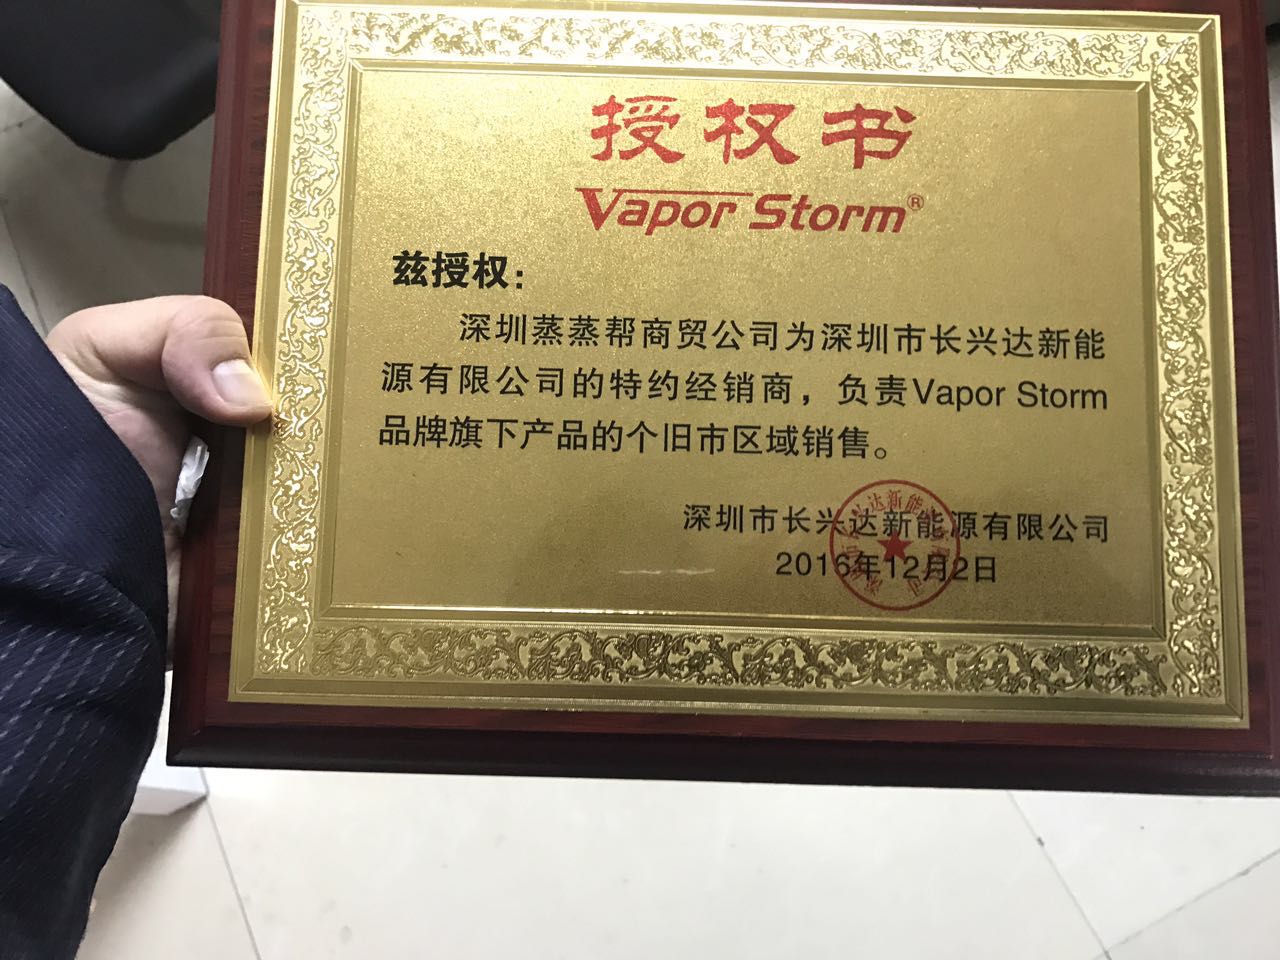 授权书
Vapor Storm®
兹授权：
深圳蒸蒸帮商贸公司为深圳市长兴达新能
源有限公司的特约经销商，负责Vapor Storm
品牌旗下产品的个旧市区域销售。
深圳市长兴达新能源有限公司
2016年12月2日